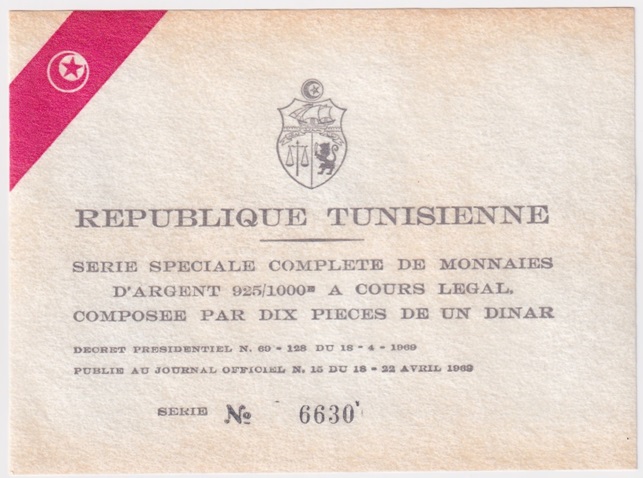 REPUBLIQUE TUNISIENNE
SERIE SPECIALE COMPLETE DE MONNAIES
D'ARGENT 925/1000M A COURS LEGAL,
COMPOSEE PAR DIX PIECES DE UN DINAR
DECRET PRESIDENTIEL N. 69 - 128 DU 18 - 4 - 1969
PUBLIE AU JOURNAL OFFICIEL N. 15 DU 18 - 22 AVRIL 1969
SERIE № 6630